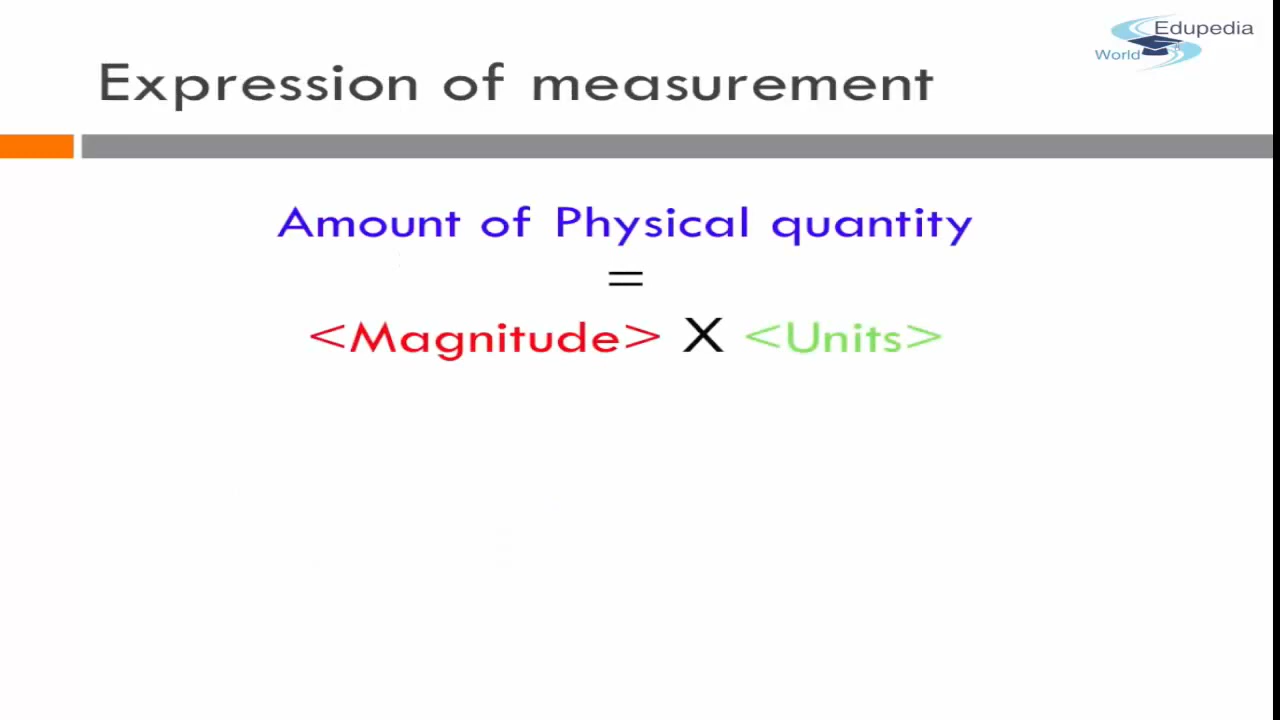 Edupedia
World
Expression of measurement
Amount of Physical quantity
=
<Magnitude> X <Units>